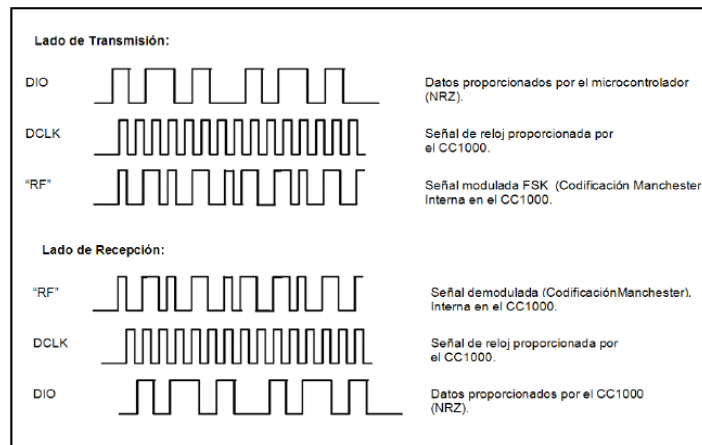 Lado de Transmisión:
DIO
Datos proporcionados por el microcontrolador
(NRZ).
DCLK
Señal de reloj proporcionada por
el CC1000.
“RF”
Señal modulada FSK (Codificación Manchester)
Interna en el CC1000.
Lado de Recepción:
“RF”
Señal demodulada (CodificaciónManchester).
Interna en el CC1000.
DCLK
Señal de reloj proporcionada por
el CC1000.
DIO
Datos proporcionados por el CC1000
(NRZ).